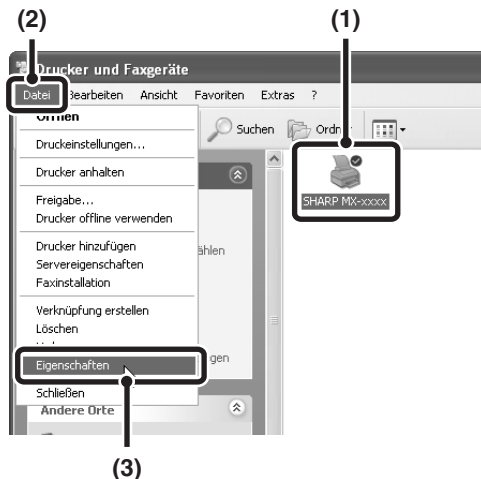 (2)
(1)
Drucker und Faxgeräte
Datei Bearbeiten Ansicht Favoriten Extras ?
Öffnen
Suchen
Druckeinstellungen...
Drucker anhalten
SHARP MX-xxxx
Freigabe...
Drucker offline verwenden
Drucker hinzufügen
Servereigenschaften
Faxinstallation
Verknüpfung erstellen
Löschen
Eigenschaften
Schließen
Andere Orte
(3)